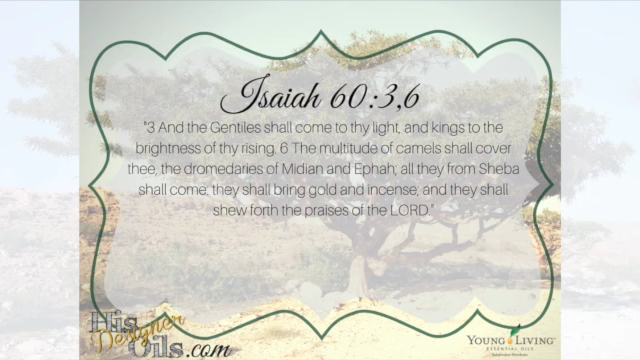 Isaiah 60:3,6
"3 And the Gentiles shall come to thy light, and kings to the
brightness of thy rising. 6 The multitude of camels shall cover
thee, the dromedaries of Midian and Ephah; all they from Sheba
shall come; they shall bring gold and incense; and they shall
shew forth the praises of the LORD."
His
Designer
Oils.com
YOUNG LIVING
ESSENTIAL OILS